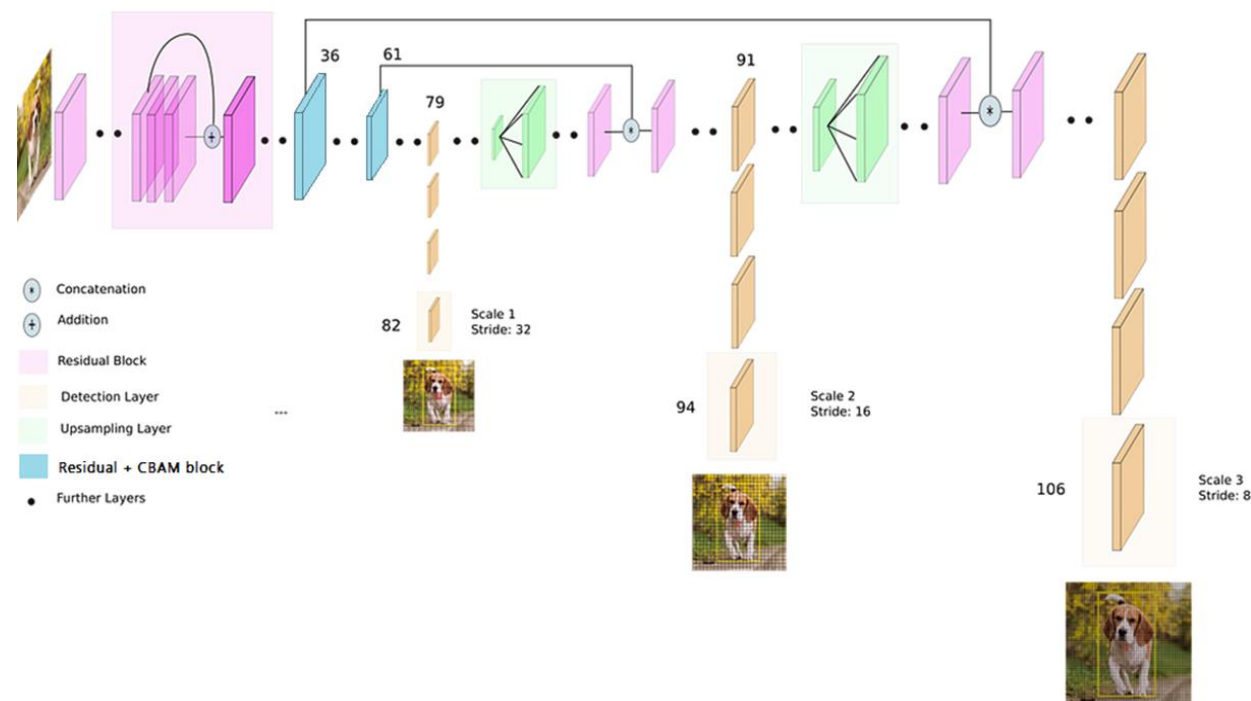 36
61
91
79
Concatenation
Addition
Residual Block
Detection Layer
Upsampling Layer
Residual + CBAM block
Further Layers
...
82
Scale 1
Stride: 32
94
Scale 2
Stride: 16
106
Scale 3
Stride: 8
*
+
*
*
+